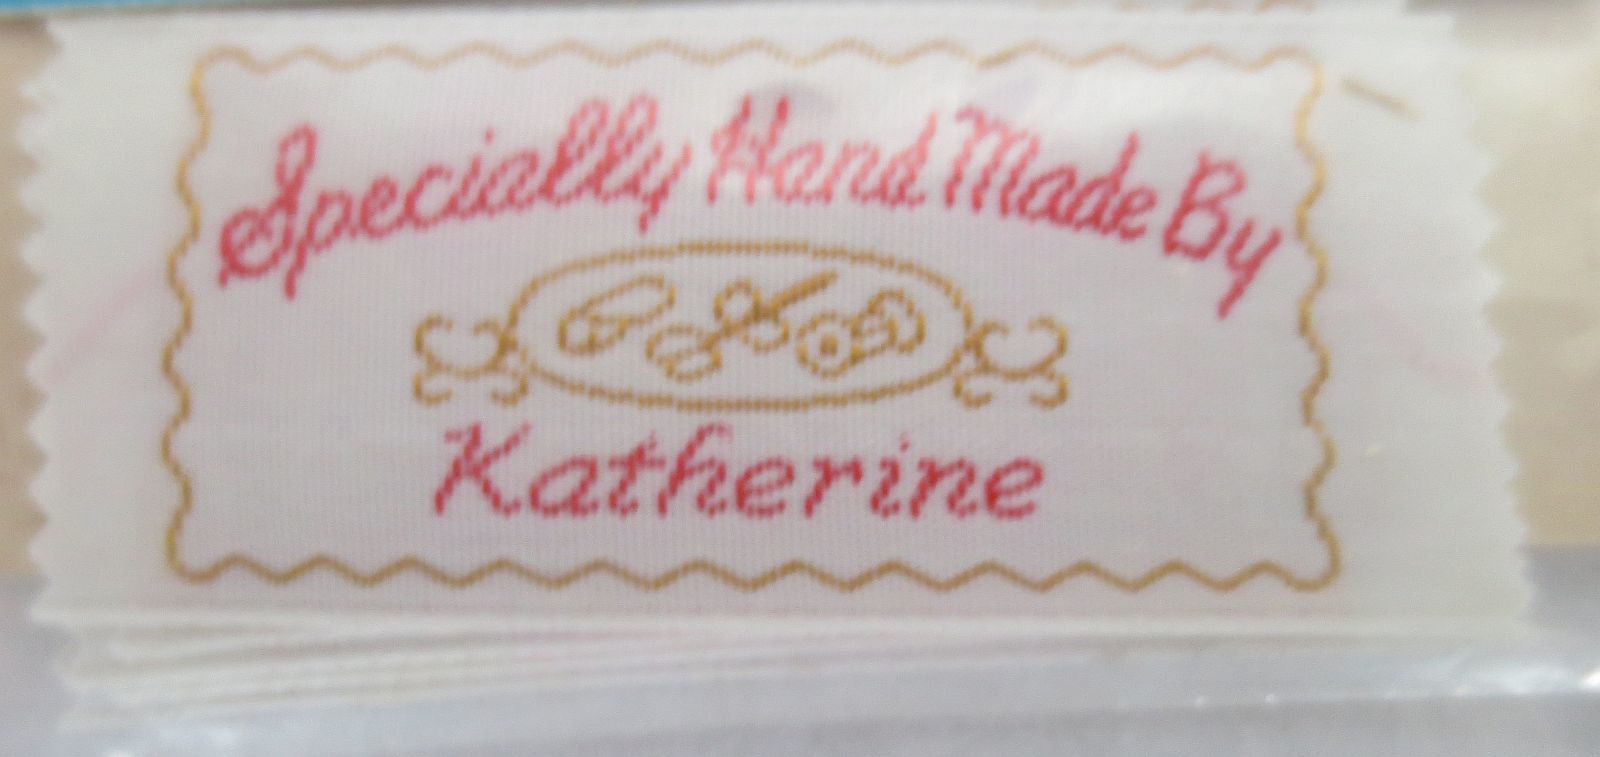 Specially Hand Made By
Katherine